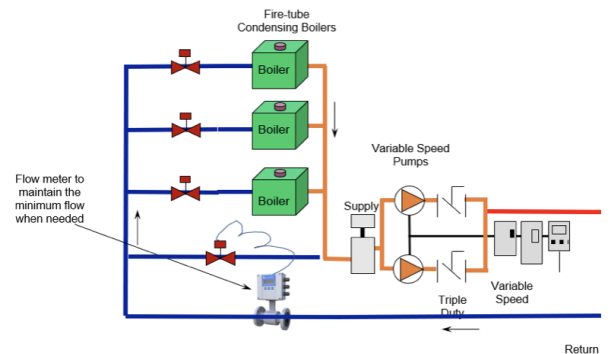 Fire-tube
Condensing Boilers
Boiler
Boiler
Boiler
Flow meter to
maintain the
minimum flow
when needed
Variable Speed
Pumps
Supply
Triple
Duty
Variable
Speed
Return